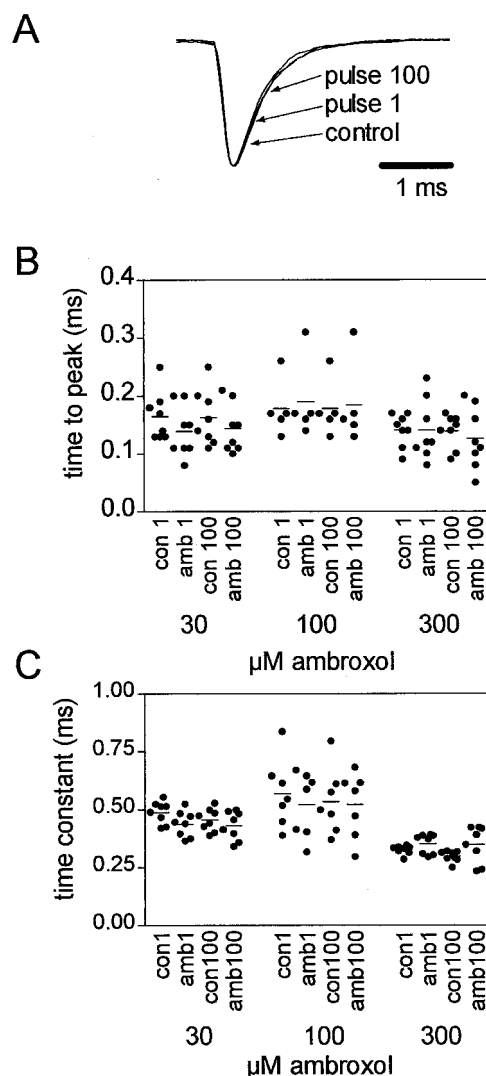 A
pulse 100
pulse 1
control
1 ms
B
time to peak (ms)
0.4
0.3
0.2
0.1
0.0
con 1
amb 1
con 100
amb 100
con 1
amb 1
con 100
amb 100
con 1
amb 1
con 100
amb 100
30
100
300
µM ambroxol
C
time constant (ms)
1.00
0.75
0.50
0.25
0.00
con1
amb1
con100
amb100
con1
amb1
con100
amb100
con1
amb1
con100
amb100
30
100
300
µM ambroxol